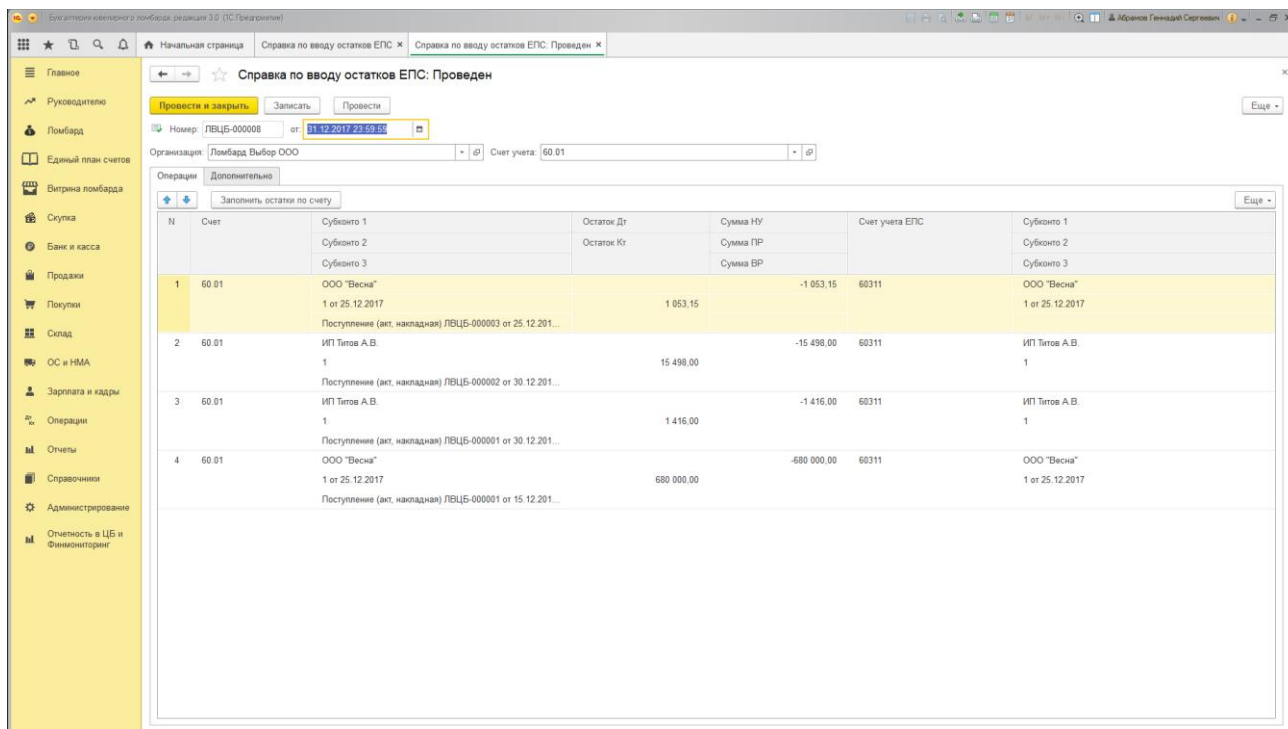 Бухгалтерия ювелирного ломбарда, редакция 3.0 (1С:Предприятие)
Абрамов Геннадий Сергеевич
Начальная страница
Справка по вводу остатков ЕПС ×
Справка по вводу остатков ЕПС: Проведен ×
Главное
Руководителю
Ломбард
Единый план счетов
Витрина ломбарда
Скупка
Банк и касса
Продажи
Покупки
Склад
ОС и НМА
Зарплата и кадры
Операции
Отчеты
Справочники
Администрирование
Отчетность в ЦБ и
Финмониторинг
Справка по вводу остатков ЕПС: Проведен
Провести и закрыть Записать Провести Еще
Номер: ЛВЦБ-000008 от: 31.12.2017 23:59:59
Организация: Ломбард Выбор ООО Счет учета: 60.01
Операции Дополнительно
Заполнить остатки по счету Еще
N Счет Субконто 1 Остаток Дт Сумма НУ Счет учета ЕПС Субконто 1
Субконто 2 Остаток Кт Сумма ПР Субконто 2
Субконто 3 Сумма ВР Субконто 3
1 60.01 ООО "Весна" -1 053,15 60311 ООО "Весна"
1 от 25.12.2017 1 053,15 1 от 25.12.2017
Поступление (акт, накладная) ЛВЦБ-000003 от 25.12.201...
2 60.01 ИП Титов А.В. -15 498,00 60311 ИП Титов А.В.
1 15 498,00 1
Поступление (акт, накладная) ЛВЦБ-000002 от 30.12.201...
3 60.01 ИП Титов А.В. -1 416,00 60311 ИП Титов А.В.
1 1 416,00 1
Поступление (акт, накладная) ЛВЦБ-000001 от 30.12.201...
4 60.01 ООО "Весна" -680 000,00 60311 ООО "Весна"
1 от 25.12.2017 680 000,00 1 от 25.12.2017
Поступление (акт, накладная) ЛВЦБ-000001 от 15.12.201...